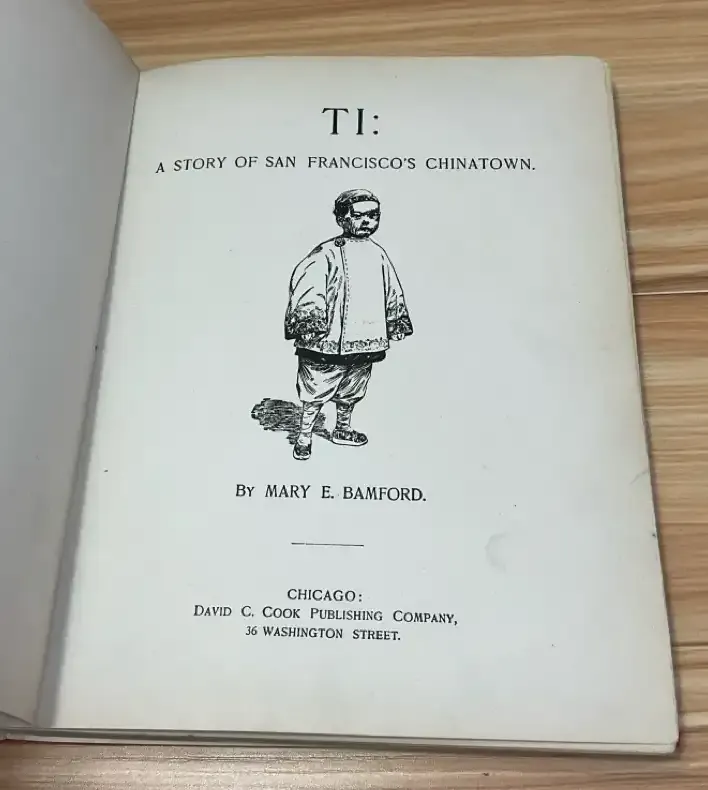 TI:
A STORY OF SAN FRANCISCO'S CHINATOWN.
BY MARY E. BAMFORD.
CHICAGO:
DAVID C. COOK PUBLISHING COMPANY,
36 WASHINGTON STREET.